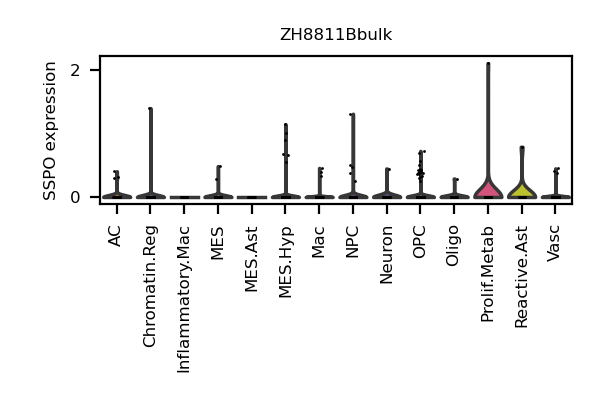 ZH8811Bbulk
SSPO expression
2
0
AC
Chromatin.Reg
Inflammatory.Mac
MES
MES.Ast
MES.Hyp
Mac
NPC
Neuron
OPC
Oligo
Prolif.Metab
Reactive.Ast
Vasc